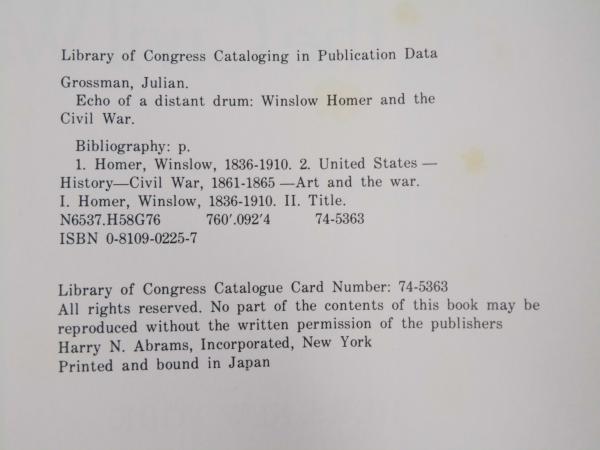 Library of Congress Cataloging in Publication Data
Grossman, Julian.
Echo of a distant drum: Winslow Homer and the
Civil War.
Bibliography: p.
1. Homer, Winslow, 1836-1910. 2. United States —
History—Civil War, 1861-1865 —Art and the war.
I. Homer, Winslow, 1836-1910. II. Title.
N6537.H58G76 760′.092′4 74-5363
ISBN 0-8109-0225-7
Library of Congress Catalogue Card Number: 74-5363
All rights reserved. No part of the contents of this book may be
reproduced without the written permission of the publishers
Harry N. Abrams, Incorporated, New York
Printed and bound in Japan